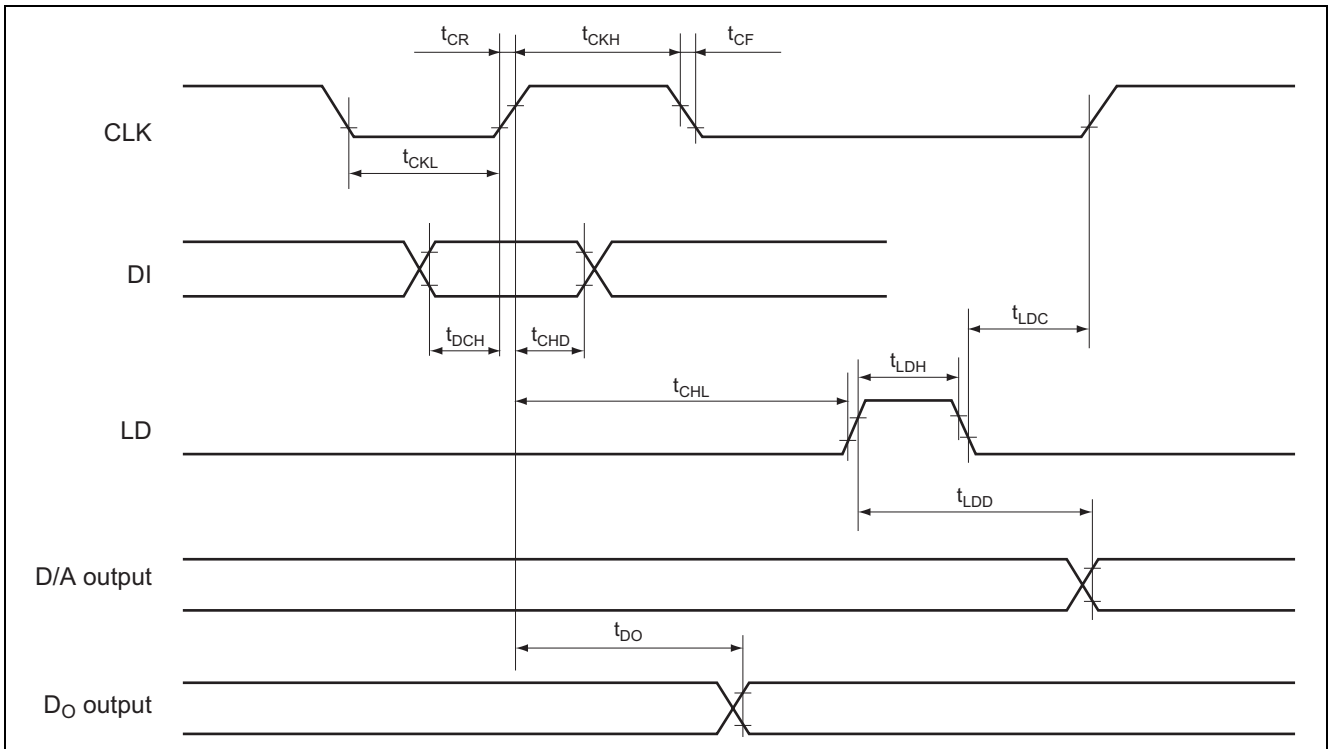 tCR tCKH tCF
CLK
tCKL
DI
tDCH tCHD tLDC
tLDH
tCHL
LD
tLDD
D/A output
tDO
DO output